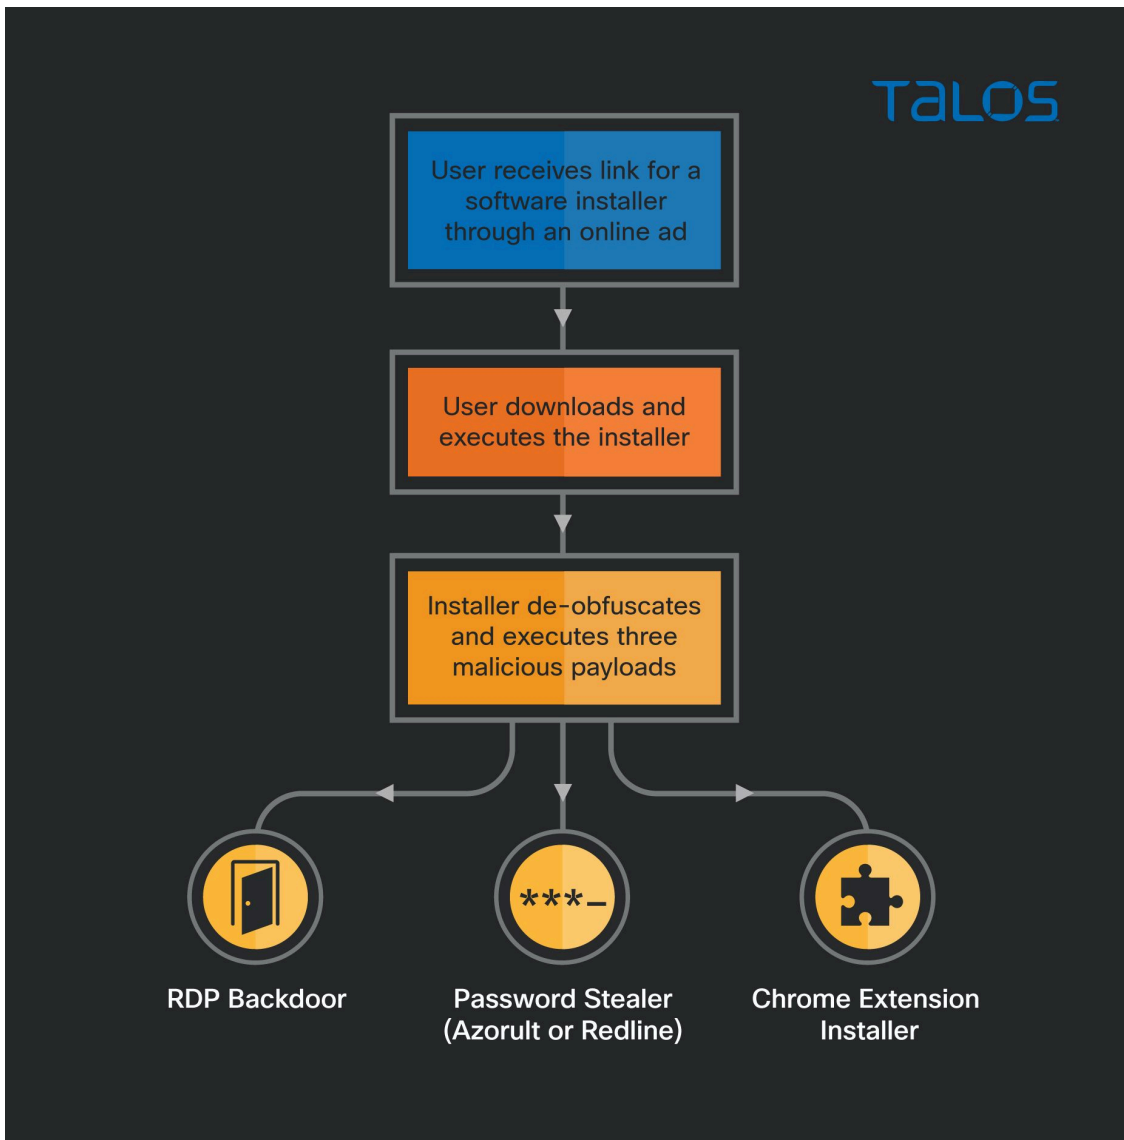 TALOS
User receives link for a
software installer
through an online ad
User downloads and
executes the installer
Installer de-obfuscates
and executes three
malicious payloads
***_
RDP Backdoor
Password Stealer
(Azorult or Redline)
Chrome Extension
Installer